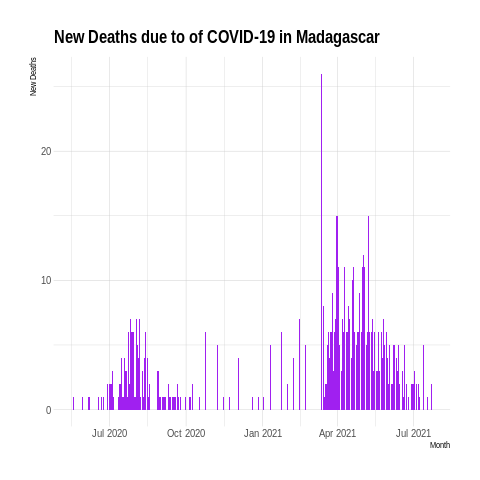 New Deaths due to of COVID-19 in Madagascar
New Deaths
20
10
0
Jul 2020 Oct 2020 Jan 2021 Apr 2021 Jul 2021
Month